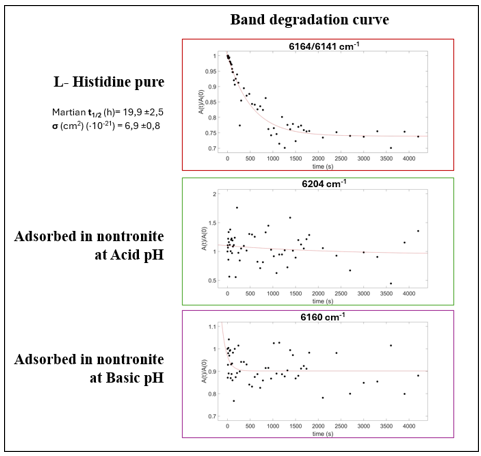 Band degradation curve
L- Histidine pure
Martian t1/2 (h)= 19,9 ±2,5
σ (cm²) (·10⁻²¹) = 6,9 ±0,8
6164/6141 cm⁻¹
A(t)/A(0)
1
0.95
0.9
0.85
0.8
0.75
0.7
0 500 1000 1500 2000 2500 3000 3500 4000
time (s)
Adsorbed in nontronite
at Acid pH
6204 cm⁻¹
A(t)/A(0)
2
1.5
1
0.5
0 500 1000 1500 2000 2500 3000 3500 4000
time (s)
Adsorbed in nontronite
at Basic pH
6160 cm⁻¹
A(t)/A(0)
1.1
1
0.9
0.8
0.7
0 500 1000 1500 2000 2500 3000 3500 4000
time (s)